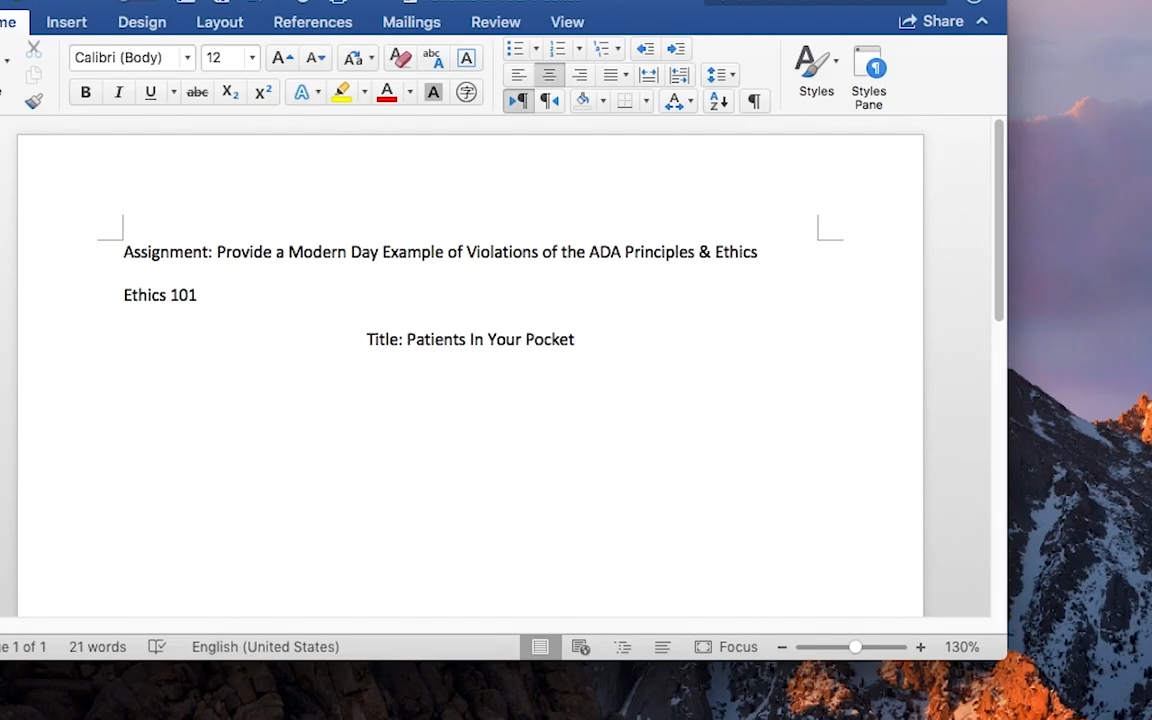 Insert Design Layout References Mailings Review View Share
Calibri (Body) 12
Styles Styles Pane
Assignment: Provide a Modern Day Example of Violations of the ADA Principles & Ethics
Ethics 101
Title: Patients In Your Pocket
1 of 1 21 words English (United States) Focus 130%